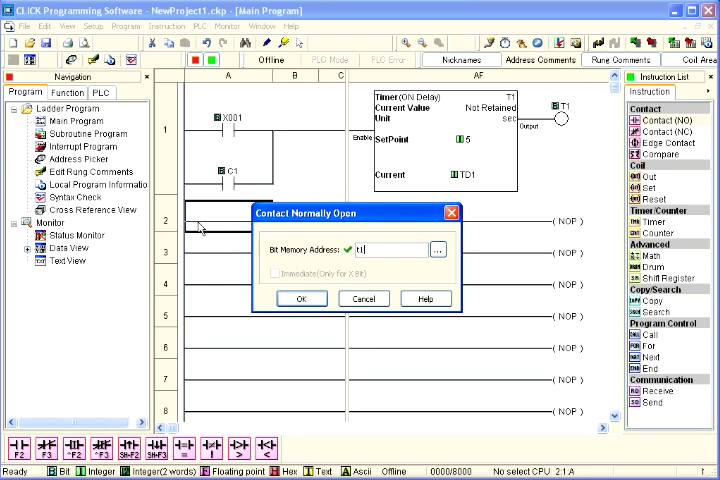 CLICK Programming Software - NewProject1.ckp - [Main Program]
File Edit View Setup Program Instruction PLC Monitor Window Help
Offline PLC Mode PLC Error Nicknames Address Comments Rung Comments Coil Area
Navigation
Program Function PLC
Ladder Program
Main Program
Subroutine Program
Interrupt Program
Address Picker
Edit Rung Comments
Local Program Informatio
Syntax Check
Cross Reference View
Monitor
Status Monitor
Data View
Text View
A B C AF
1
X001
C1
Timer(ON Delay) T1
Current Value Not Retained
Unit sec
Enable SetPoint 5
Current TD1
T1
Output
2 ( NOP )
3 ( NOP )
4 ( NOP )
5 ( NOP )
6 ( NOP )
7 ( NOP )
8 ( NOP )
Contact Normally Open
Bit Memory Address: t1 ...
Immediate(Only for X Bit)
OK Cancel Help
Instruction List
Instruction
Contact
Contact (NO)
Contact (NC)
Edge Contact
Compare
Coil
Out
Set
Reset
Timer/Counter
Timer
Counter
Advanced
Math
Drum
Shift Register
Copy/Search
Copy
Search
Program Control
Call
For
Next
End
Communication
Receive
Send
F2 F3 ^F2 ^F3 SH+F2 SH+F3 = ! > <
Ready B Bit I Integer Integer(2 words) F Floating point H Hex T Text A Ascii Offline 0000/8000 No select CPU 2:1 A